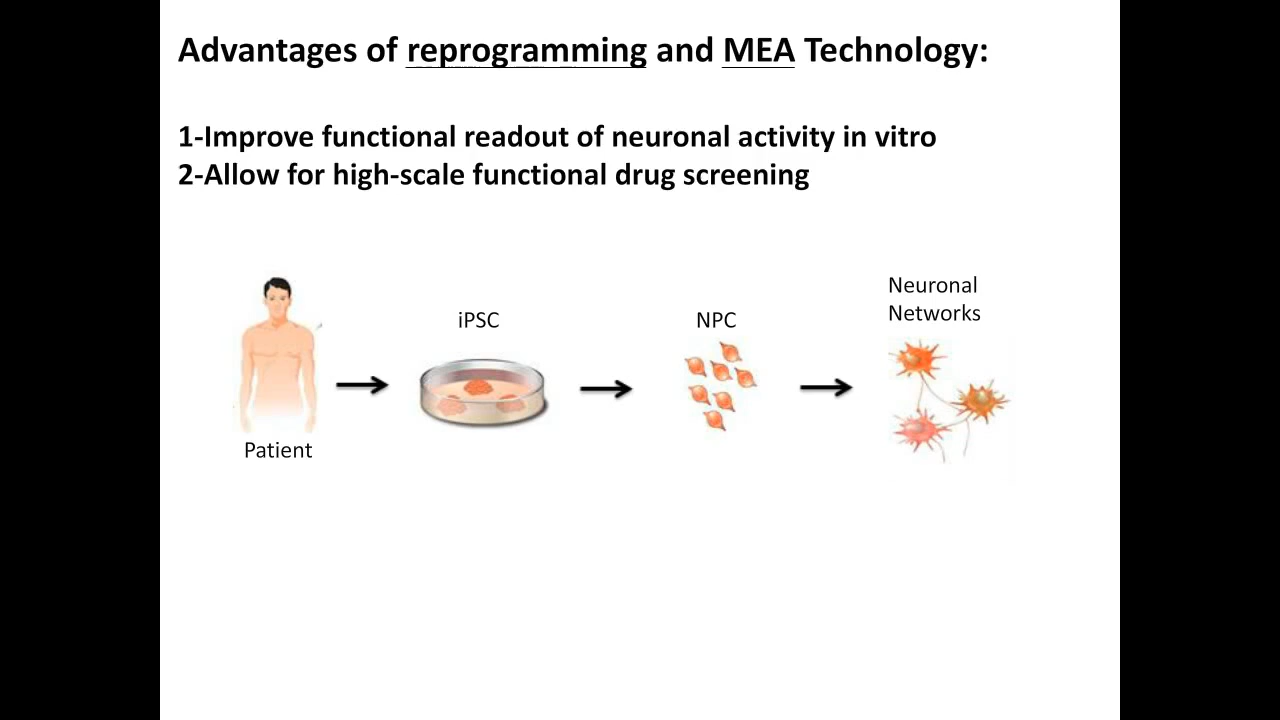 Advantages of reprogramming and MEA Technology:
1-Improve functional readout of neuronal activity in vitro
2-Allow for high-scale functional drug screening
Neuronal
Networks
iPSC
NPC
Patient